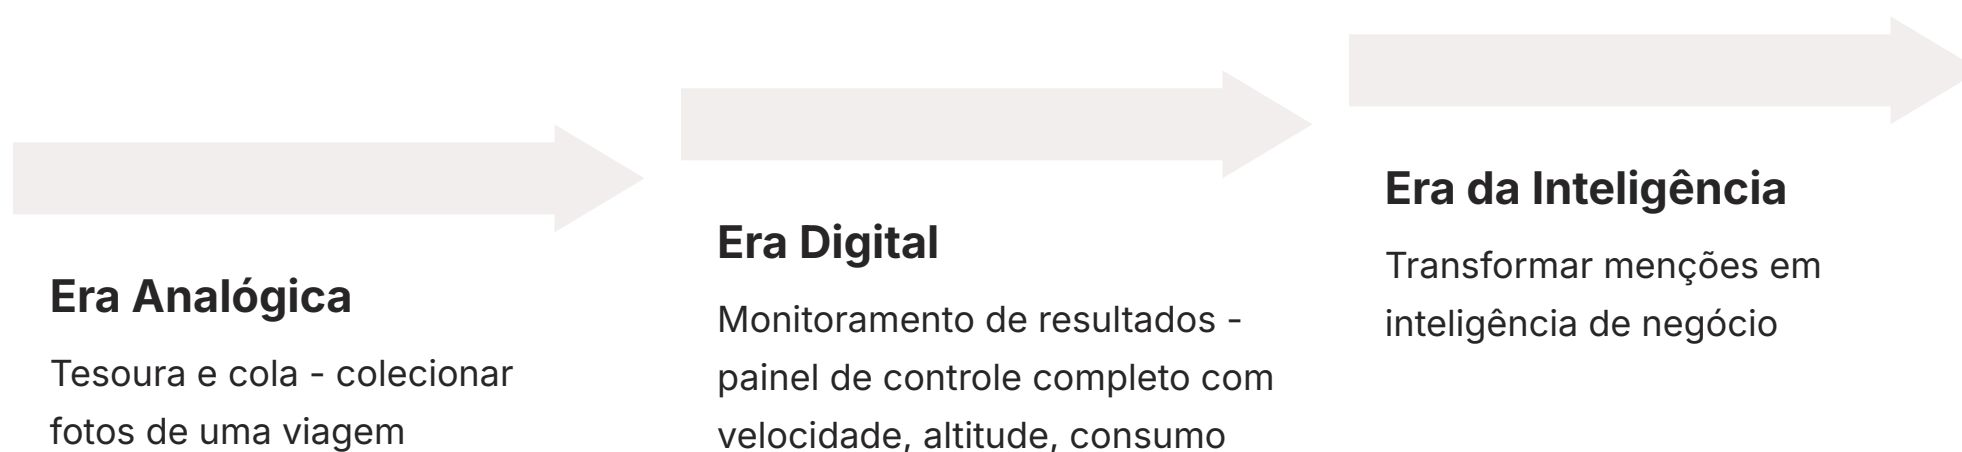 Era Analógica
Tesoura e cola - colecionar
fotos de uma viagem
Era Digital
Monitoramento de resultados -
painel de controle completo com
velocidade, altitude, consumo
Era da Inteligência
Transformar menções em
inteligência de negócio